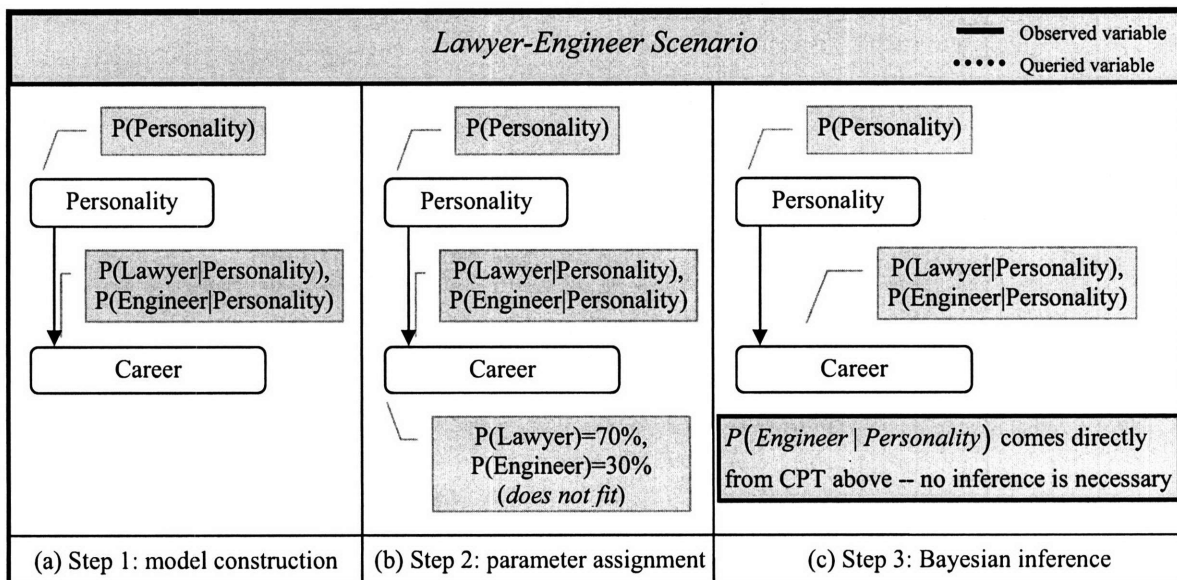 Lawyer-Engineer Scenario
Observed variable
Queried variable
P(Personality)
Personality
P(Lawyer|Personality),
P(Engineer|Personality)
Career
(a) Step 1: model construction
P(Personality)
Personality
P(Lawyer|Personality),
P(Engineer|Personality)
Career
P(Lawyer)=70%,
P(Engineer)=30%
(does not fit)
(b) Step 2: parameter assignment
P(Personality)
Personality
P(Lawyer|Personality),
P(Engineer|Personality)
Career
P(Engineer | Personality) comes directly
from CPT above -- no inference is necessary
(c) Step 3: Bayesian inference